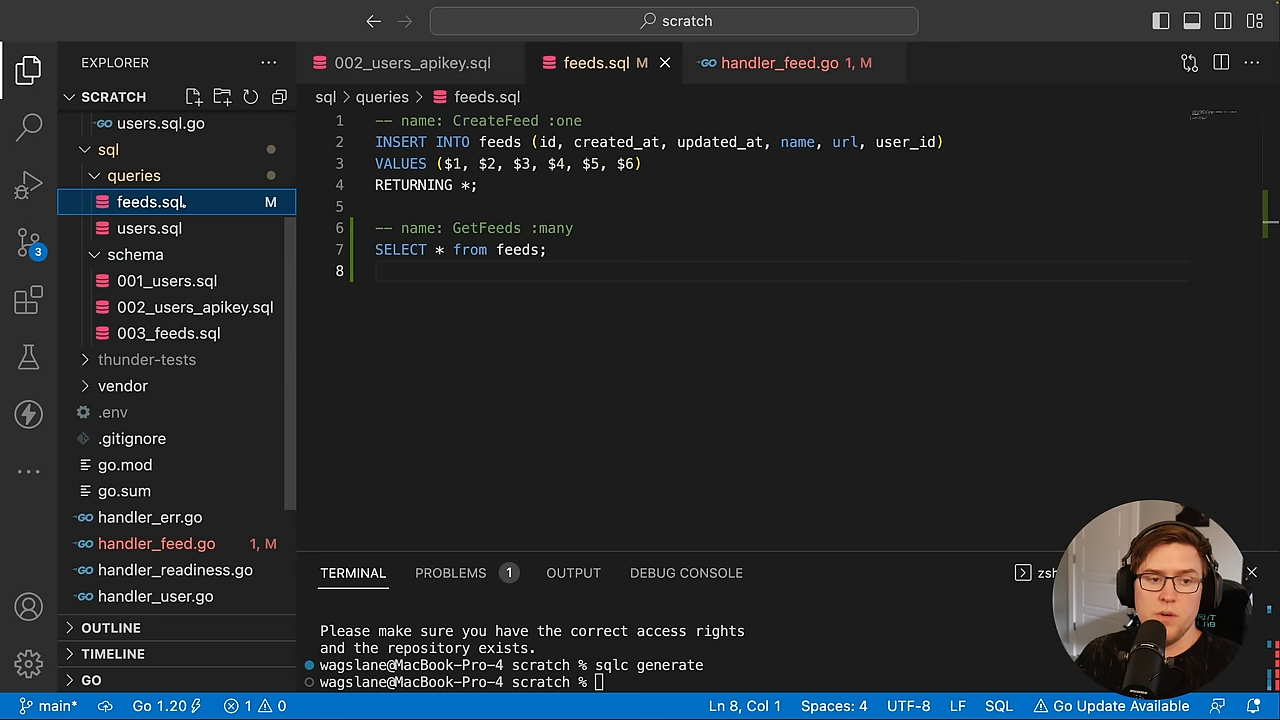 scratch
EXPLORER
SCRATCH
users.sql.go
sql
queries
feeds.sql M
users.sql
schema
001_users.sql
002_users_apikey.sql
003_feeds.sql
thunder-tests
vendor
.env
.gitignore
go.mod
go.sum
GO handler_err.go
GO handler_feed.go 1, M
GO handler_readiness.go
GO handler_user.go
OUTLINE
TIMELINE
GO
3
002_users_apikey.sql
feeds.sql M
GO handler_feed.go 1, M
sql > queries > feeds.sql
1 -- name: CreateFeed :one
2 INSERT INTO feeds (id, created_at, updated_at, name, url, user_id)
3 VALUES ($1, $2, $3, $4, $5, $6)
4 RETURNING *;
5
6 -- name: GetFeeds :many
7 SELECT * from feeds;
8
TERMINAL PROBLEMS 1 OUTPUT DEBUG CONSOLE
zsh
Please make sure you have the correct access rights
and the repository exists.
wagslane@MacBook-Pro-4 scratch % sqlc generate
wagslane@MacBook-Pro-4 scratch %
main* Go 1.20 1 0 Ln 8, Col 1 Spaces: 4 UTF-8 LF SQL Go Update Available